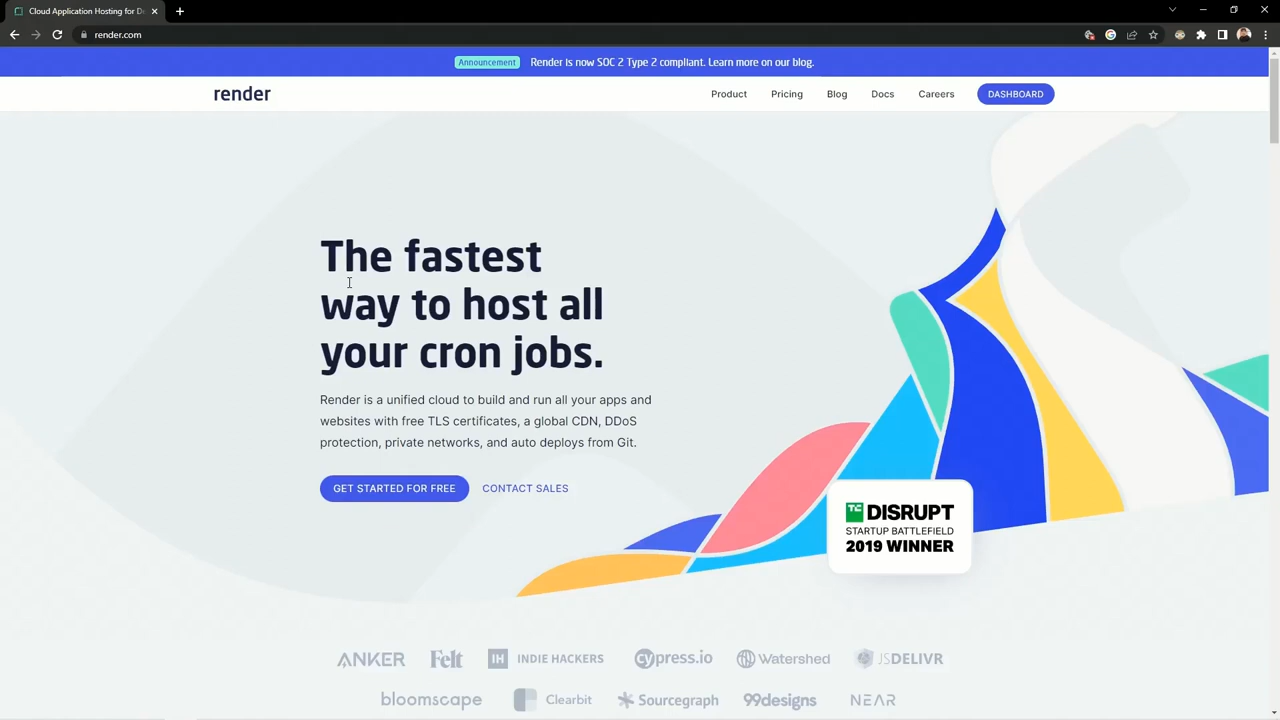 Cloud Application Hosting for De
render.com
Announcement Render is now SOC 2 Type 2 compliant. Learn more on our blog.
render Product Pricing Blog Docs Careers DASHBOARD
The fastest
way to host all
your cron jobs.
Render is a unified cloud to build and run all your apps and
websites with free TLS certificates, a global CDN, DDoS
protection, private networks, and auto deploys from Git.
GET STARTED FOR FREE CONTACT SALES
TC DISRUPT
STARTUP BATTLEFIELD
2019 WINNER
ANKER Felt IH INDIE HACKERS cypress.io Watershed JSDELIVR
bloomscape Clearbit Sourcegraph 99designs NEAR